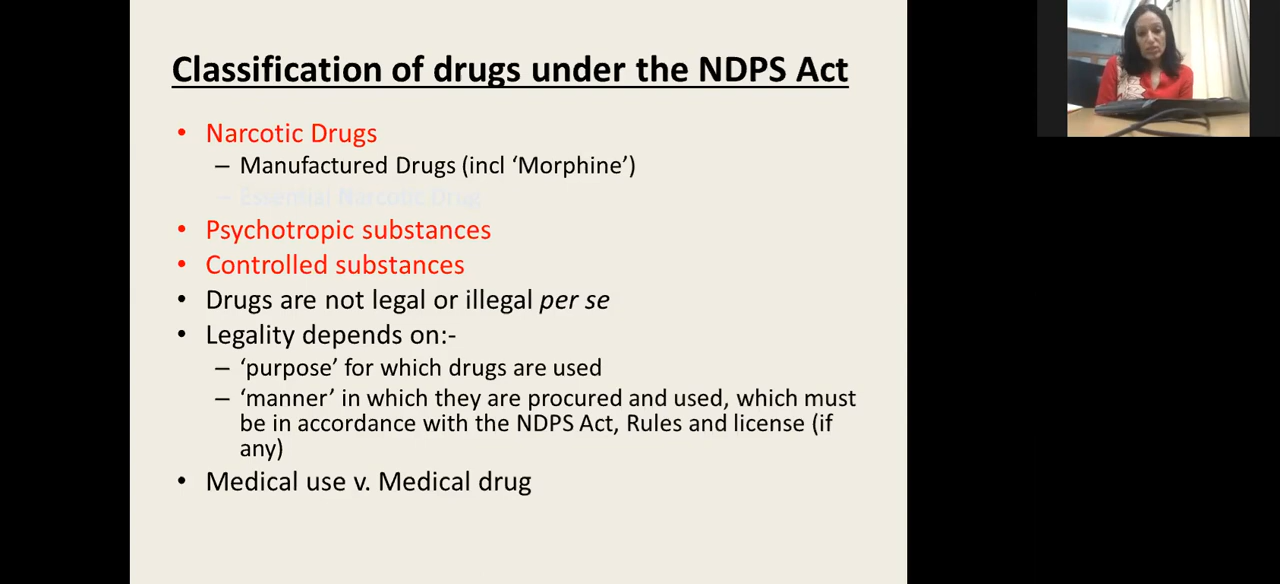 Classification of drugs under the NDPS Act
• Narcotic Drugs
– Manufactured Drugs (incl ‘Morphine’)
– Essential Narcotic Drug
• Psychotropic substances
• Controlled substances
• Drugs are not legal or illegal per se
• Legality depends on:-
– ‘purpose’ for which drugs are used
– ‘manner’ in which they are procured and used, which must
be in accordance with the NDPS Act, Rules and license (if
any)
• Medical use v. Medical drug